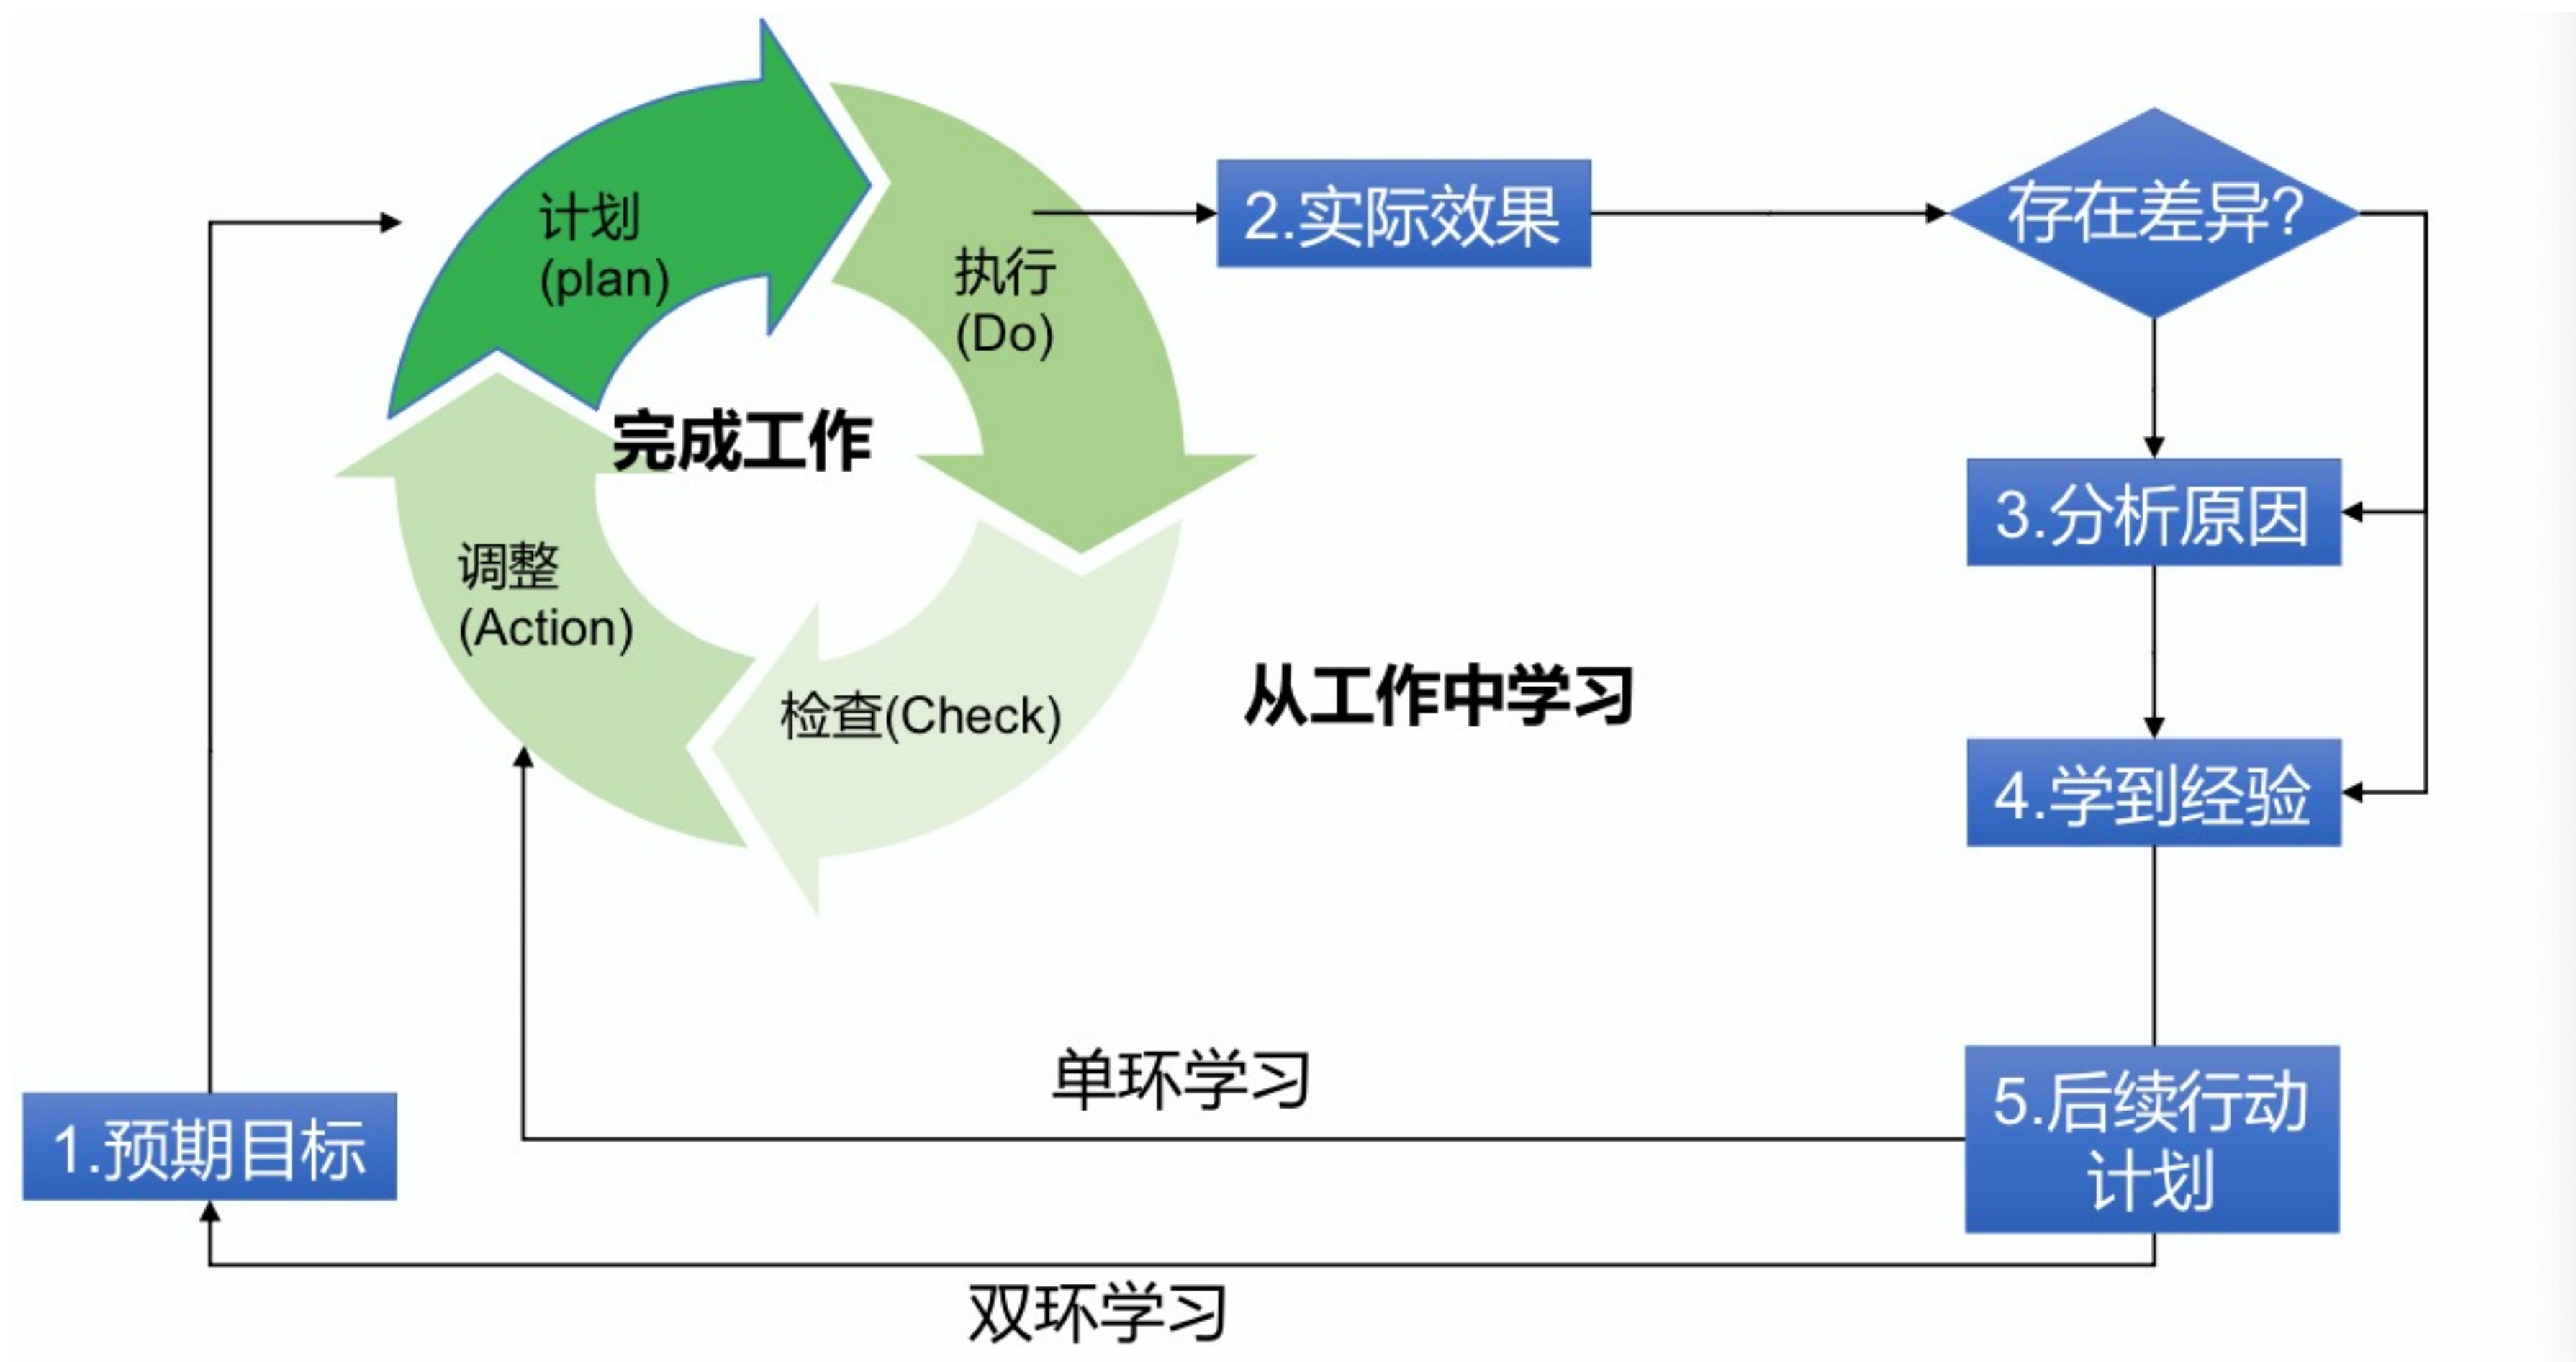 计划
(plan)
执行
(Do)
2.实际效果
存在差异?
完成工作
3.分析原因
调整
(Action)
检查(Check)
从工作中学习
4.学到经验
单环学习
5.后续行动
计划
1.预期目标
双环学习